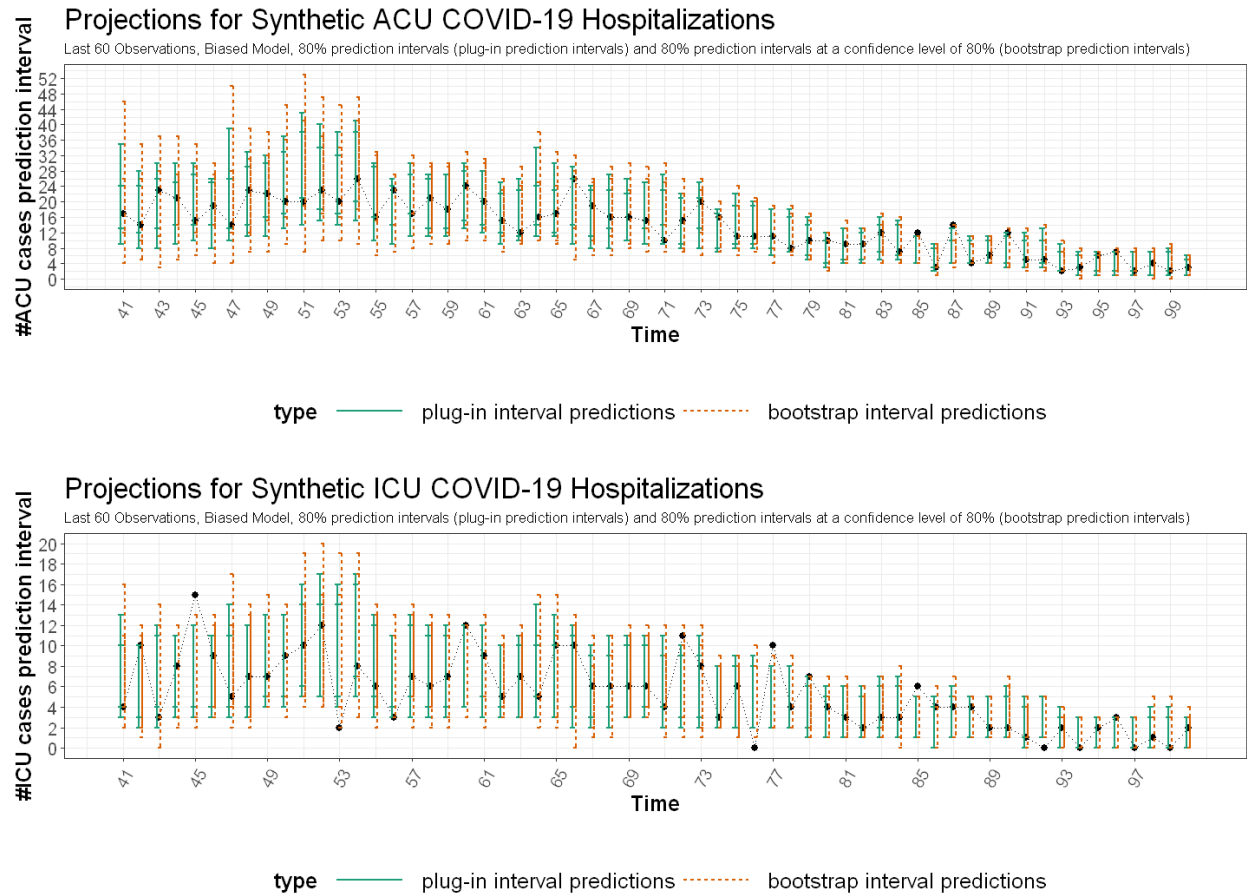 Projections for Synthetic ACU COVID-19 Hospitalizations
Last 60 Observations, Biased Model, 80% prediction intervals (plug-in prediction intervals) and 80% prediction intervals at a confidence level of 80% (bootstrap prediction intervals)
#ACU cases prediction interval
52
48
44
40
36
32
28
24
20
16
12
8
4
0
41 43 45 47 49 51 53 55 57 59 61 63 65 67 69 71 73 75 77 79 81 83 85 87 89 91 93 95 97 99
Time
type plug-in interval predictions bootstrap interval predictions
Projections for Synthetic ICU COVID-19 Hospitalizations
Last 60 Observations, Biased Model, 80% prediction intervals (plug-in prediction intervals) and 80% prediction intervals at a confidence level of 80% (bootstrap prediction intervals)
#ICU cases prediction interval
20
18
16
14
12
10
8
6
4
2
0
41 45 49 53 57 61 65 69 73 77 81 85 89 93 97
Time
type plug-in interval predictions bootstrap interval predictions